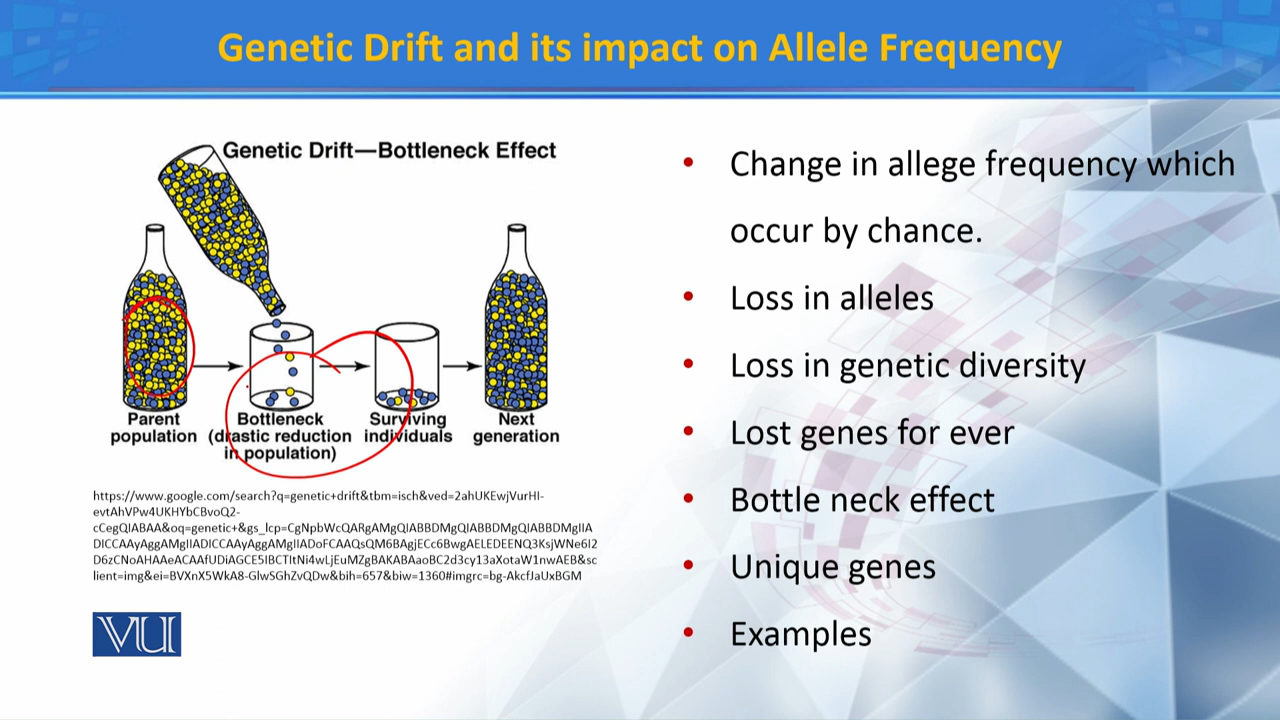 Genetic Drift and its impact on Allele Frequency
Genetic Drift—Bottleneck Effect
Parent
population
Bottleneck
(drastic reduction
in population)
Surviving
individuals
Next
generation
https://www.google.com/search?q=genetic+drift&tbm=isch&ved=2ahUKEwjVurHl-
evtAhVPw4UKHYbCBvoQ2-
cCegQIABAA&oq=genetic+&gs_lcp=CgNpbWcQARgAMgQIABBDMgQIABBDMgQIABBDMgIIA
DICCAAyAggAMgIIADICCAAyAggAMgIIADoFCAAQsQM6BAgjECc6BwgAELEDEENQ3KsjWNe6I2
D6zCNoAHAAeACAAfUDiAGCE5IBCTItNi4wLjEuMZgBAKABAaoBC2d3cy13aXotaW1nwAEB&sc
lient=img&ei=BVXnX5WkA8-GlwSGhZvQDw&bih=657&biw=1360#imgrc=bg-AkcfJaUxBGM
VU
• Change in allege frequency which
occur by chance.
• Loss in alleles
• Loss in genetic diversity
• Lost genes for ever
• Bottle neck effect
• Unique genes
• Examples